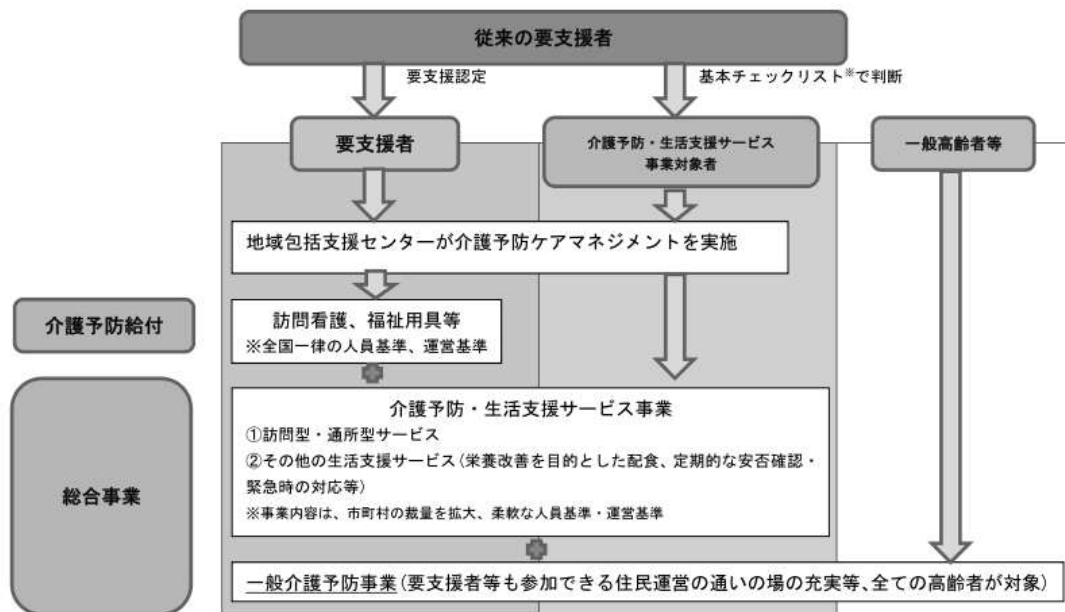 従来の要支援者
要支援認定
基本チェックリスト※で判断
要支援者
介護予防・生活支援サービス
事業対象者
一般高齢者等
地域包括支援センターが介護予防ケアマネジメントを実施
介護予防給付
訪問看護、福祉用具等
※全国一律の人員基準、運営基準
総合事業
介護予防・生活支援サービス事業
①訪問型・通所型サービス
②その他の生活支援サービス(栄養改善を目的とした配食、定期的な安否確認・
緊急時の対応等)
※事業内容は、市町村の裁量を拡大、柔軟な人員基準・運営基準
一般介護予防事業(要支援者等も参加できる住民運営の通いの場の充実等、全ての高齢者が対象)